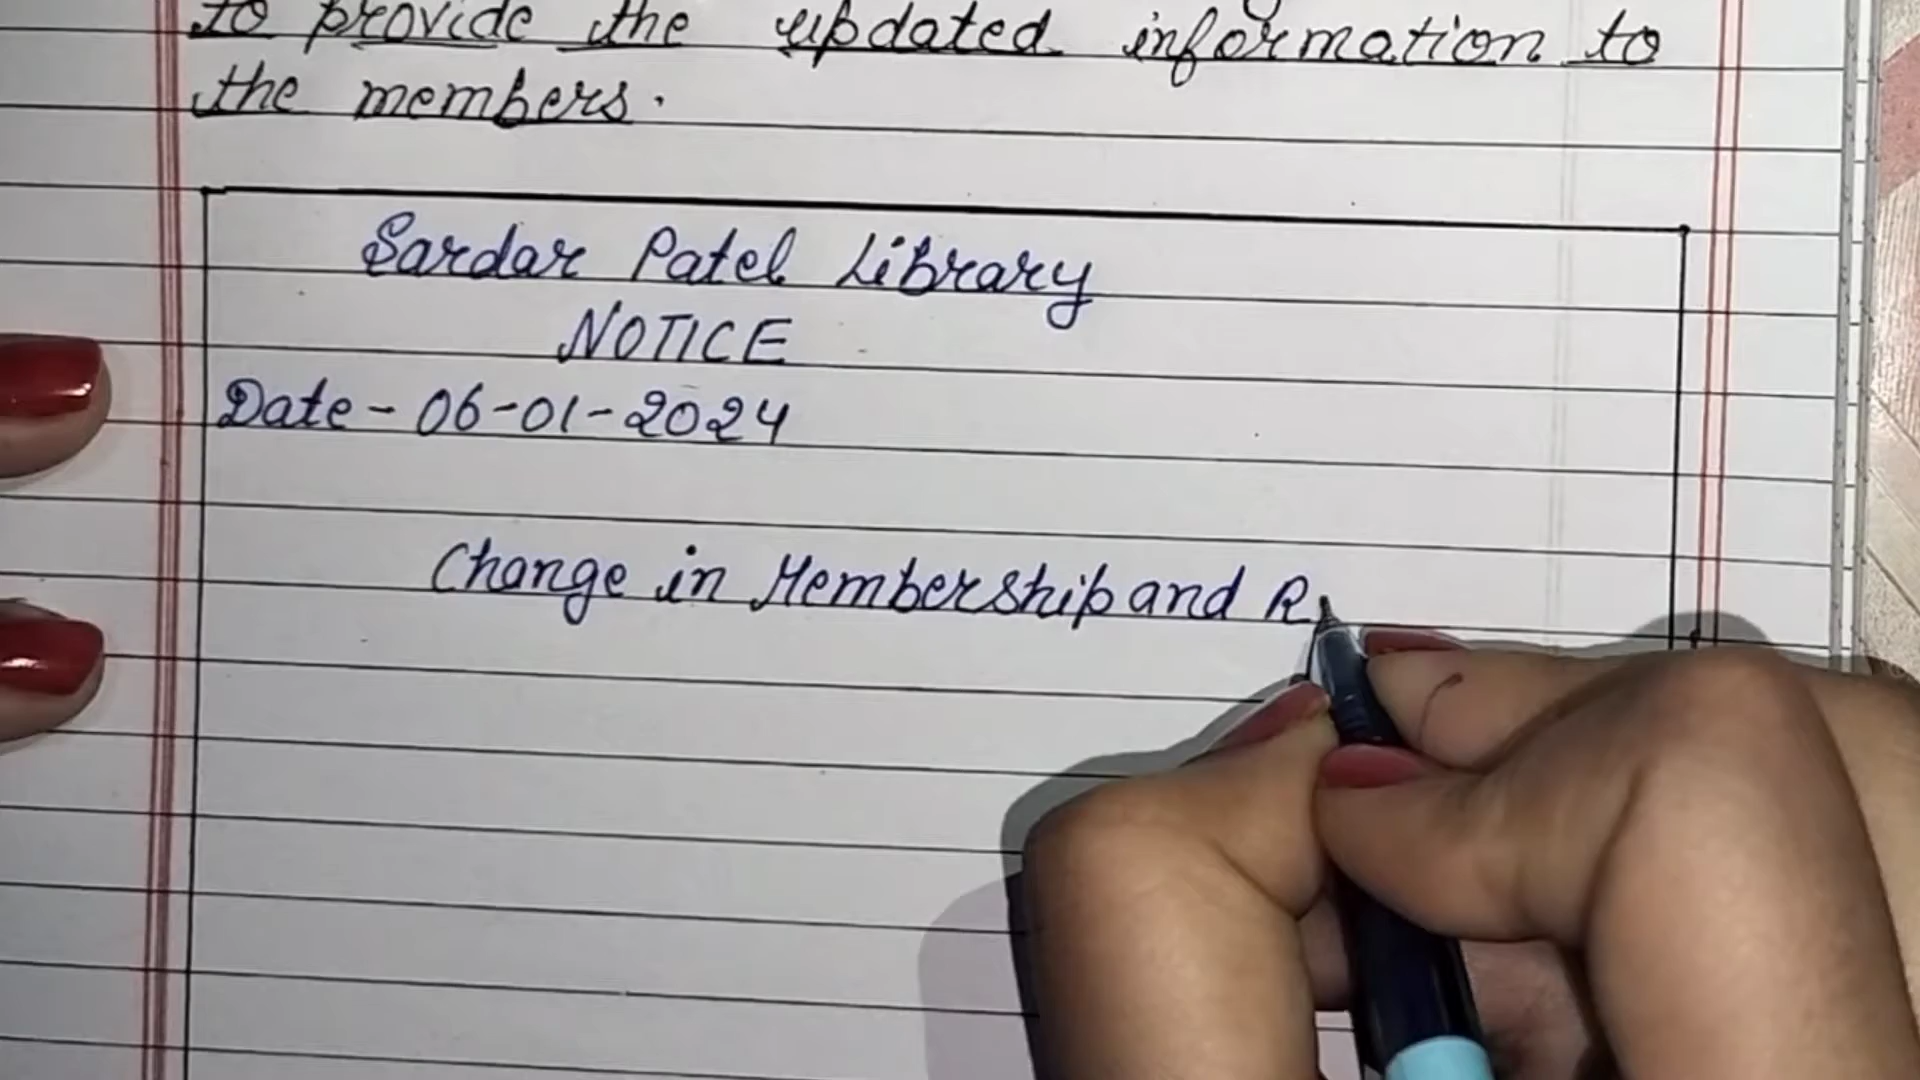 to provide the updated information to
the members.
Sardar Patel Library
NOTICE
Date - 06-01-2024
Change in Membership and R